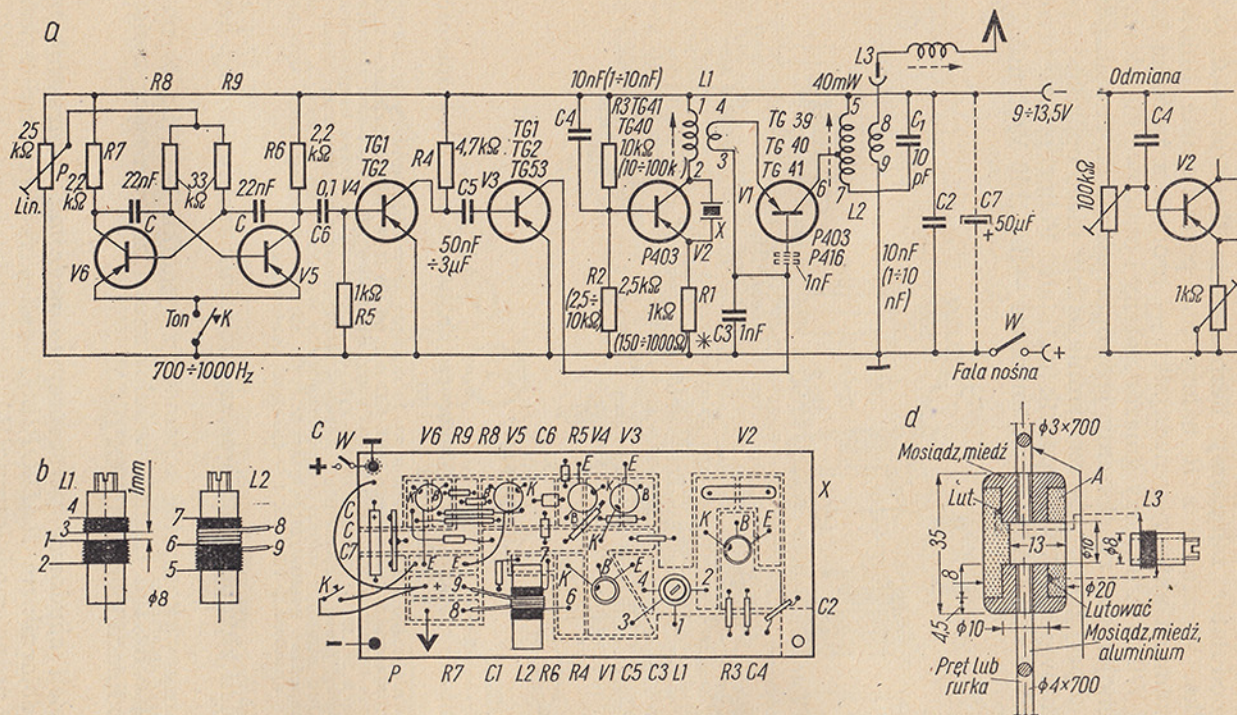 a
R8 R9
25 kΩ
P
Lin.
R7
22 kΩ
22nF
C
33 kΩ
22nF
C
R6
2,2 kΩ
0,1
C6
V6
V5
Ton
K
700÷1000Hz
V4
TG1
TG2
1kΩ
R5
R4
4,7kΩ
C5
50nF
÷3μF
V3
TG1
TG2
TG53
10nF(1÷10nF)
C4
R3
TG41
TG40
10kΩ
(10÷100k)
L1
1
4
2
3
X
P403
V2
R2
2,5kΩ
(2,5÷
10kΩ)
1kΩ
R1
(150÷1000Ω)
*
C3
1nF
V1
TG 39
TG 40
TG 41
P403
P416
1nF
40mW
5
6
7
L2
L3
8
9
C1
10
pF
C2
10nF
(1÷10
nF)
C7
50μF
+
−
9÷13,5V
W
+
Fala nośna
Odmiana
C4
100kΩ
V2
1kΩ
b
L1
4
3
1
2
1mm
ϕ8
L2
7
6
5
8
9
c
W
+
V6 R9 R8 V5 C6 R5 V4 V3 V2
X
C
C
C7
K
K
B
E
E
B
K
E
E
B
K
B
K
+
9
8
7
6
K
B
E
4
3
2
1
K
B
E
C2
−
P R7 C1 L2 R6 R4 V1 C5 C3 L1 R3 C4
d
ϕ3×700
Mosiądz, miedź
A
Lut.
L3
35
13
ϕ10
ϕ8
8
4,5
ϕ20
Lutować
ϕ10
Mosiądz, miedź,
aluminium
Pręt lub
rurka
ϕ4×700